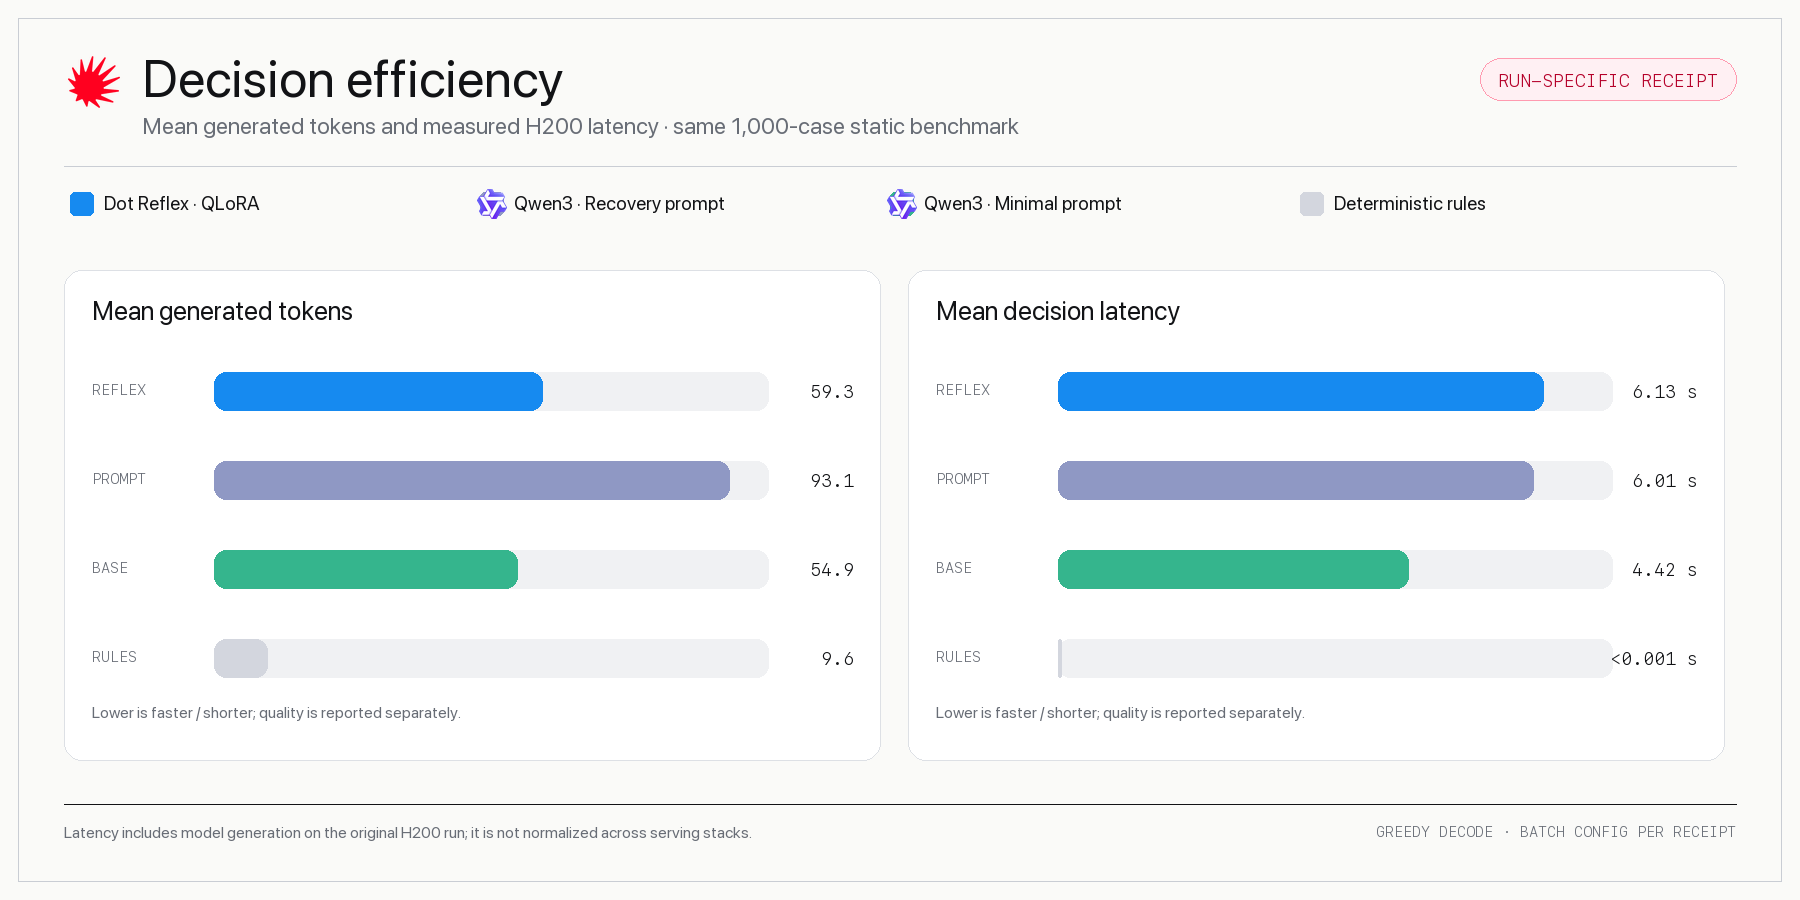 Decision efficiency
RUN–SPECIFIC RECEIPT
Mean generated tokens and measured H200 latency · same 1,000-case static benchmark
Dot Reflex · QLoRA
Qwen3 · Recovery prompt
Qwen3 · Minimal prompt
Deterministic rules
Mean generated tokens
REFLEX 59.3
PROMPT 93.1
BASE 54.9
RULES 9.6
Lower is faster / shorter; quality is reported separately.
Mean decision latency
REFLEX 6.13 s
PROMPT 6.01 s
BASE 4.42 s
RULES <0.001 s
Lower is faster / shorter; quality is reported separately.
Latency includes model generation on the original H200 run; it is not normalized across serving stacks.
GREEDY DECODE · BATCH CONFIG PER RECEIPT